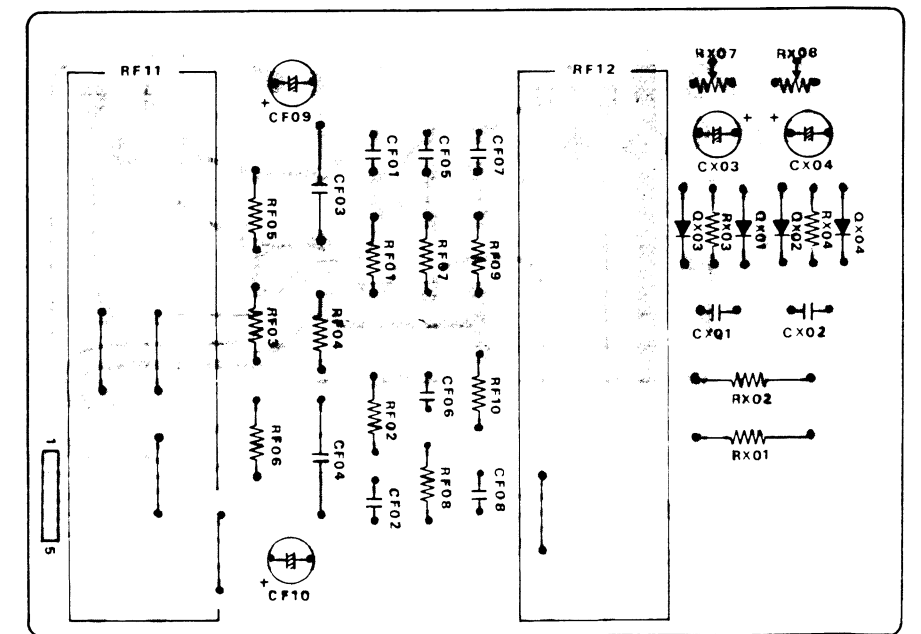 RF11
CF09
RF12
RX07
RX08
CF01
CF05
CF07
CX03
CX04
CF03
RF05
RF01
RF07
RF09
QX03
RX03
QX01
QX02
RX04
QX04
RF03
RF04
CX01
CX02
RF02
CF06
RF10
RX02
RF06
CF04
RX01
1
RF08
CF08
CF02
5
CF10